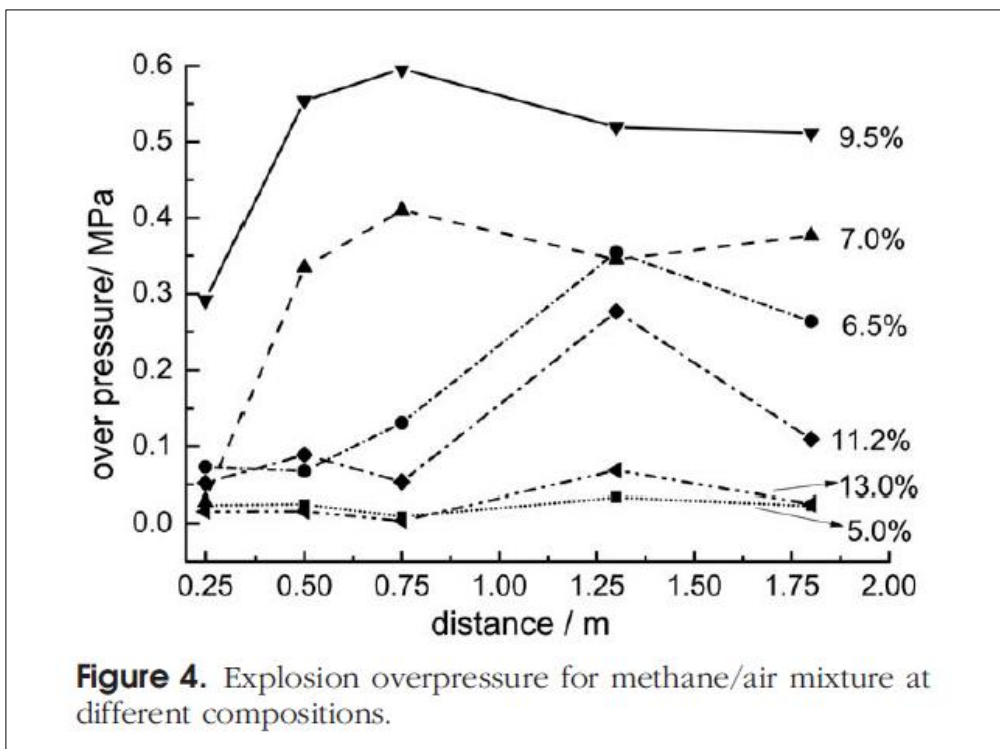 0.6
0.5
0.4
0.3
0.2
0.1
0.0
over pressure/ MPa
9.5%
7.0%
6.5%
11.2%
13.0%
5.0%
0.25 0.50 0.75 1.00 1.25 1.50 1.75 2.00
distance / m
Figure 4. Explosion overpressure for methane/air mixture at
different compositions.